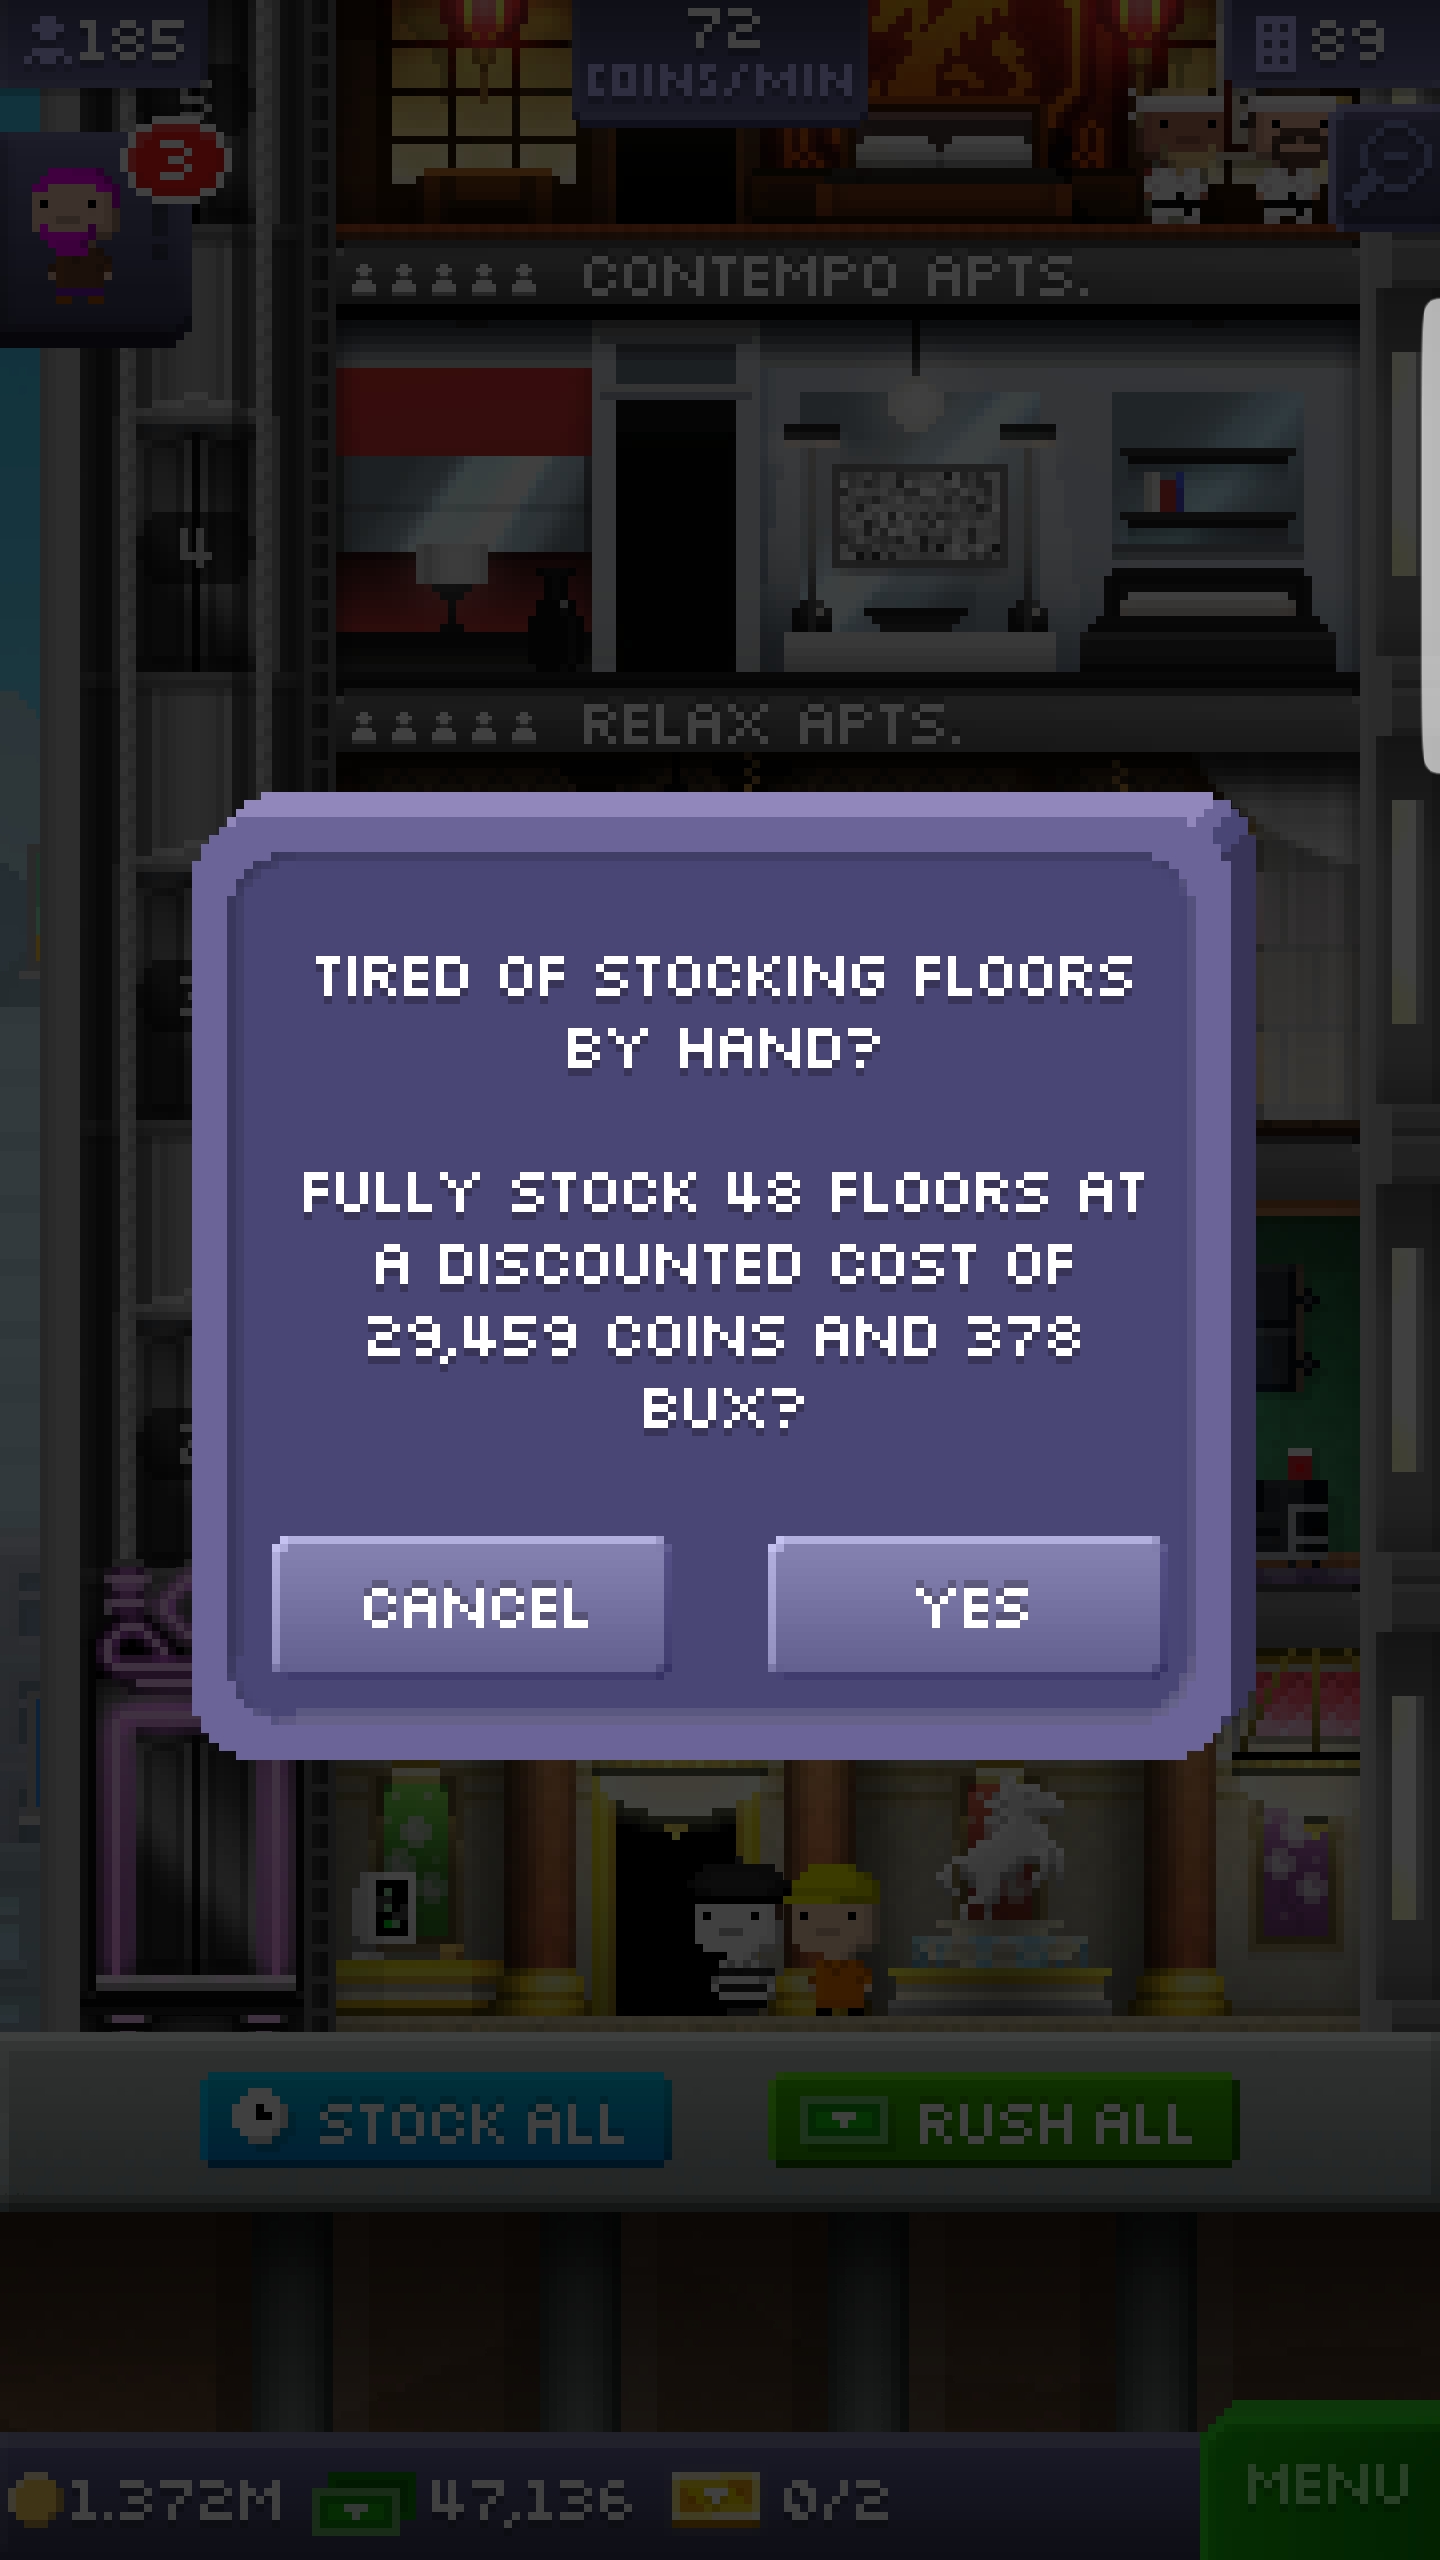 185
72
COINS/MIN
89
5
3
CONTEMPO APTS.
4
RELAX APTS.
TIRED OF STOCKING FLOORS
BY HAND?
FULLY STOCK 48 FLOORS AT
A DISCOUNTED COST OF
29,459 COINS AND 378
BUX?
CANCEL
YES
STOCK ALL
RUSH ALL
1.372M
47,136
0/2
MENU